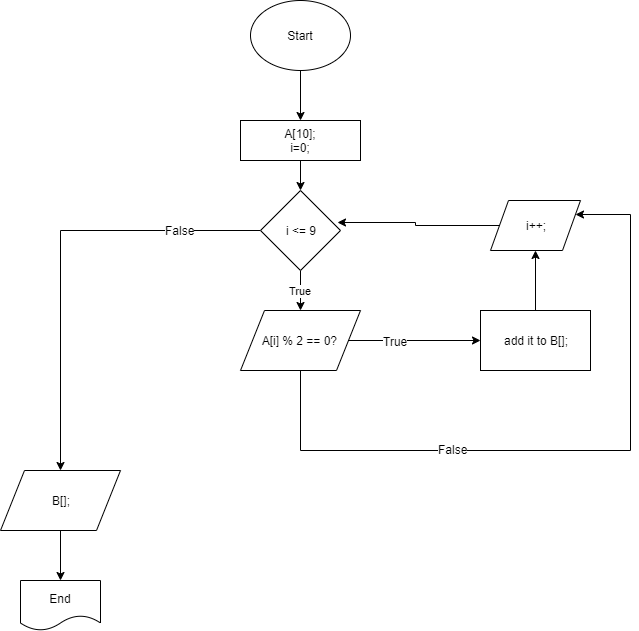 Start
A[10];
i=0;
i <= 9
False
i++;
True
A[i] % 2 == 0?
True
add it to B[];
False
B[];
End